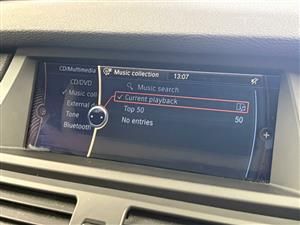 CD/Multimedia
Music collection 13:07
CD/DVD
Music coll
External d
Tone
Bluetooth
Music search
Current playback
Top 50 50
No entries